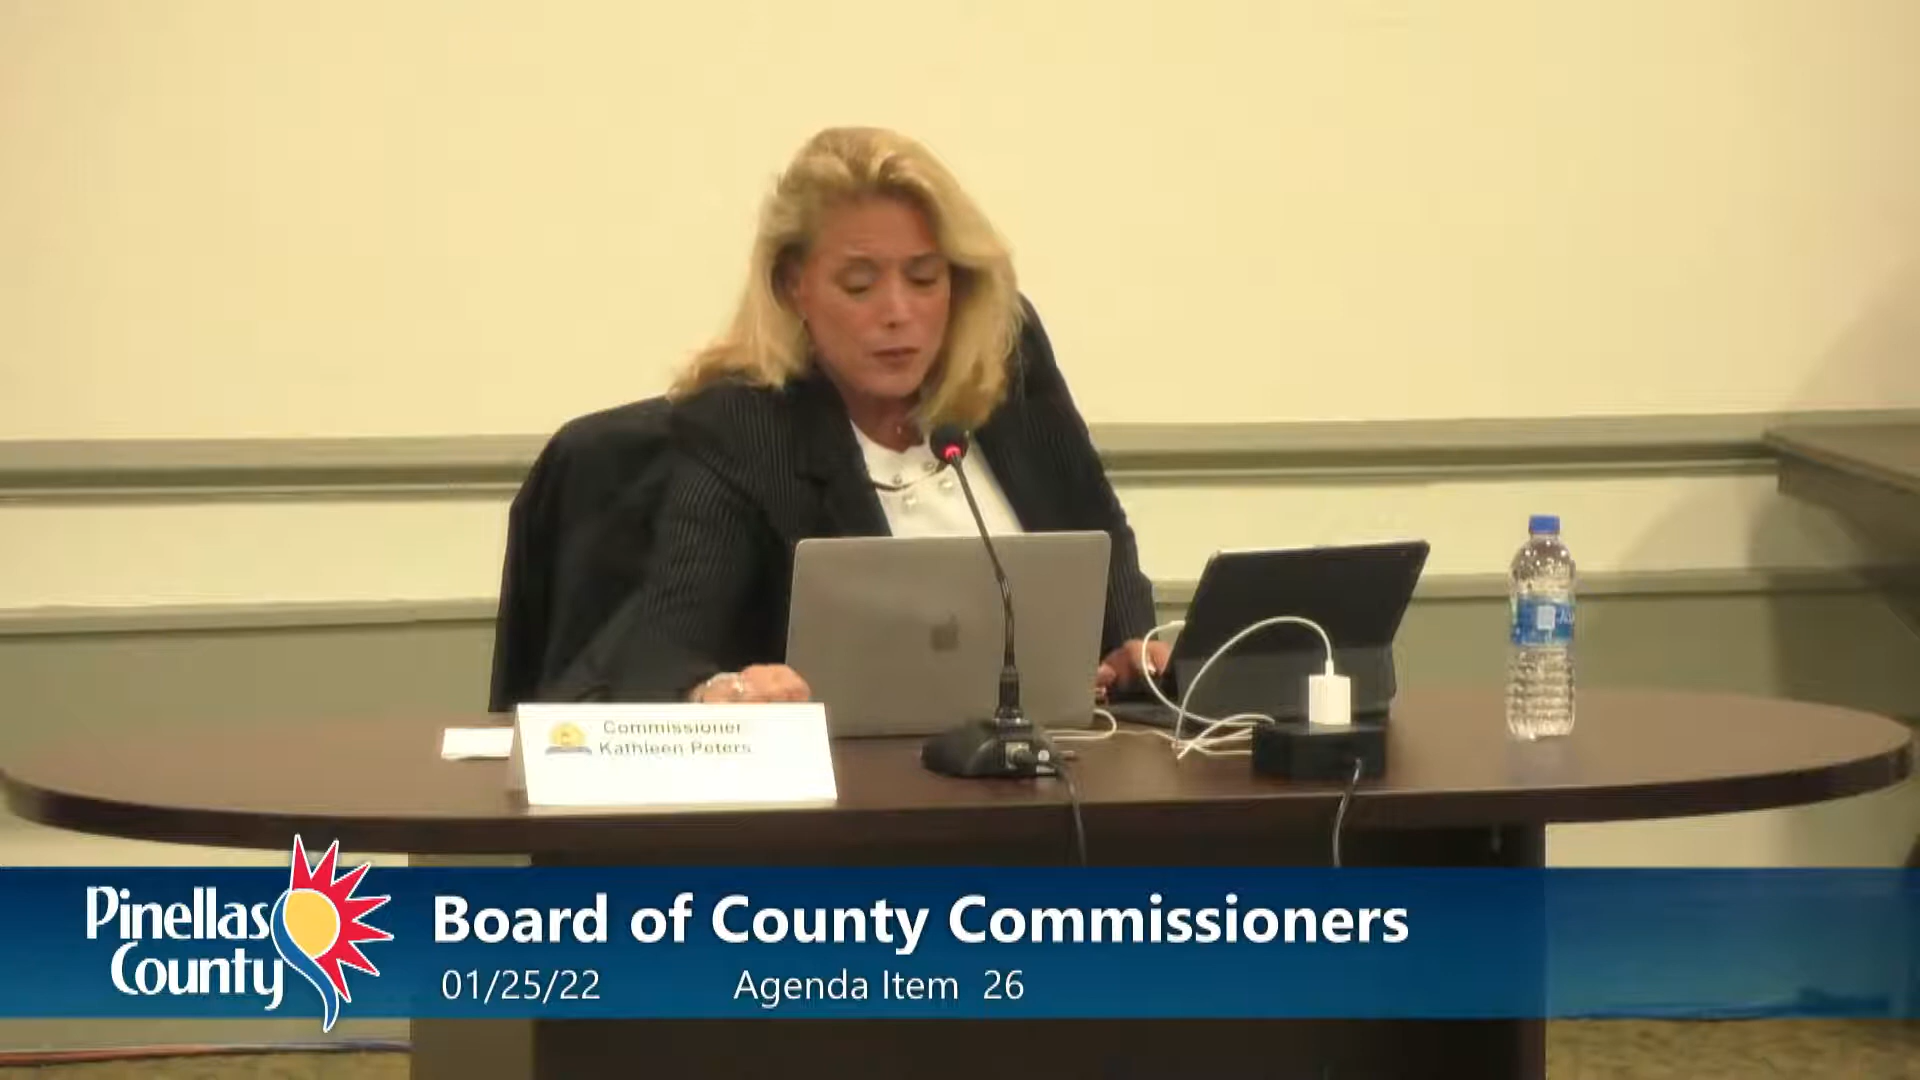 Commissioner
Kathleen Peters
Pinellas
County
Board of County Commissioners
01/25/22 Agenda Item 26